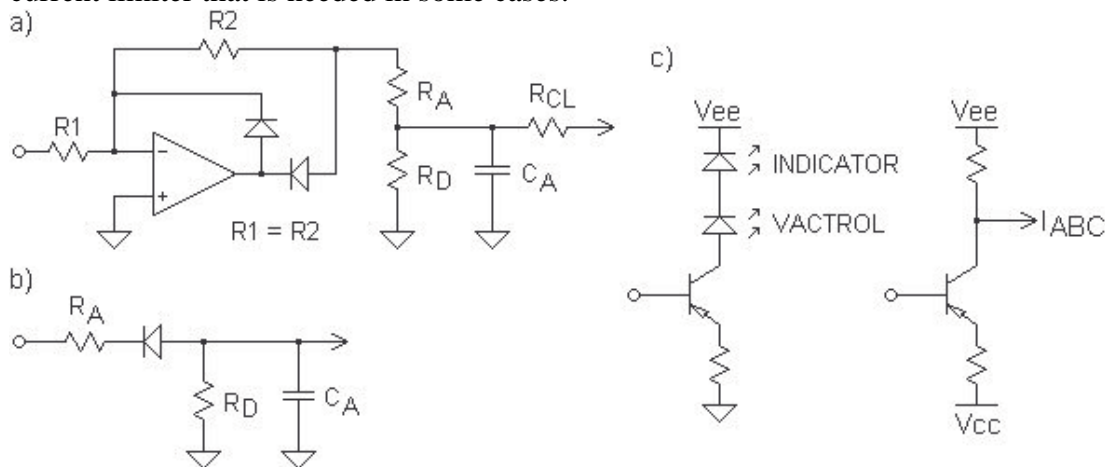 current limiter that is needed in some cases.
a)
R2
R1
RA
RCL
RD
CA
R1 = R2
b)
RA
RD
CA
c)
Vee
INDICATOR
VACTROL
Vee
IABC
Vcc